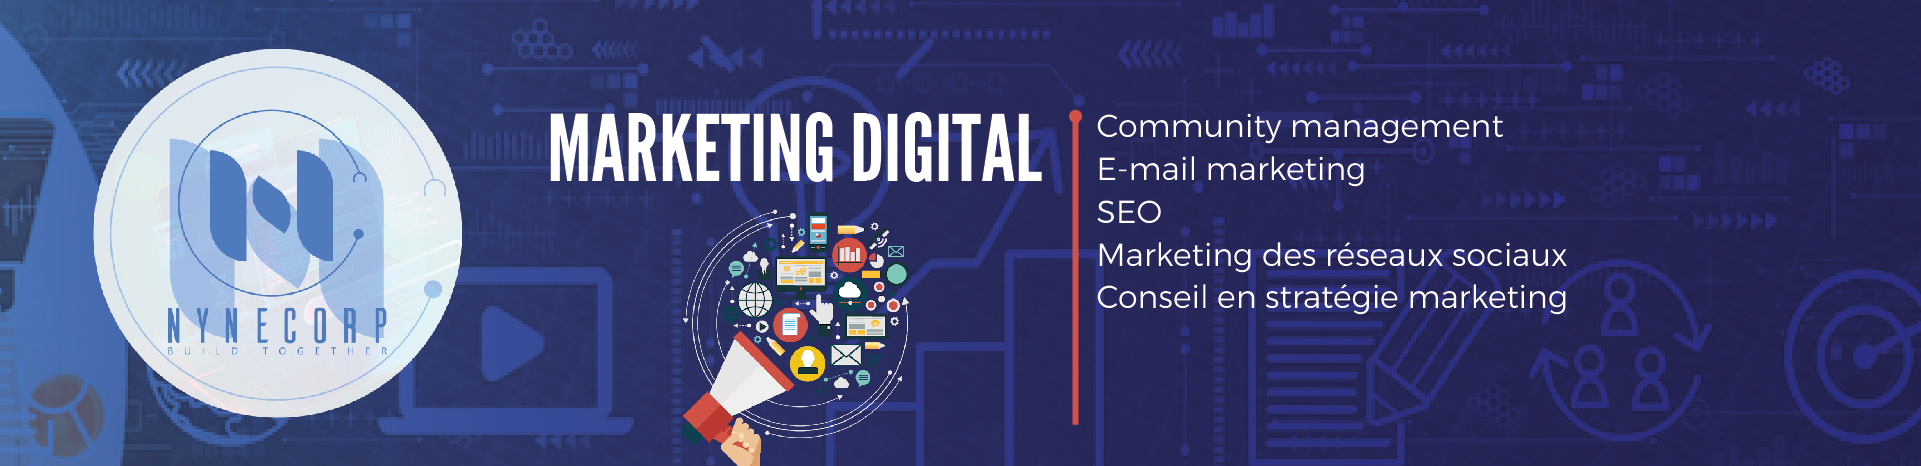 NYNECORP
BUILD TOGETHER
MARKETING DIGITAL
Community management
E-mail marketing
SEO
Marketing des réseaux sociaux
Conseil en stratégie marketing